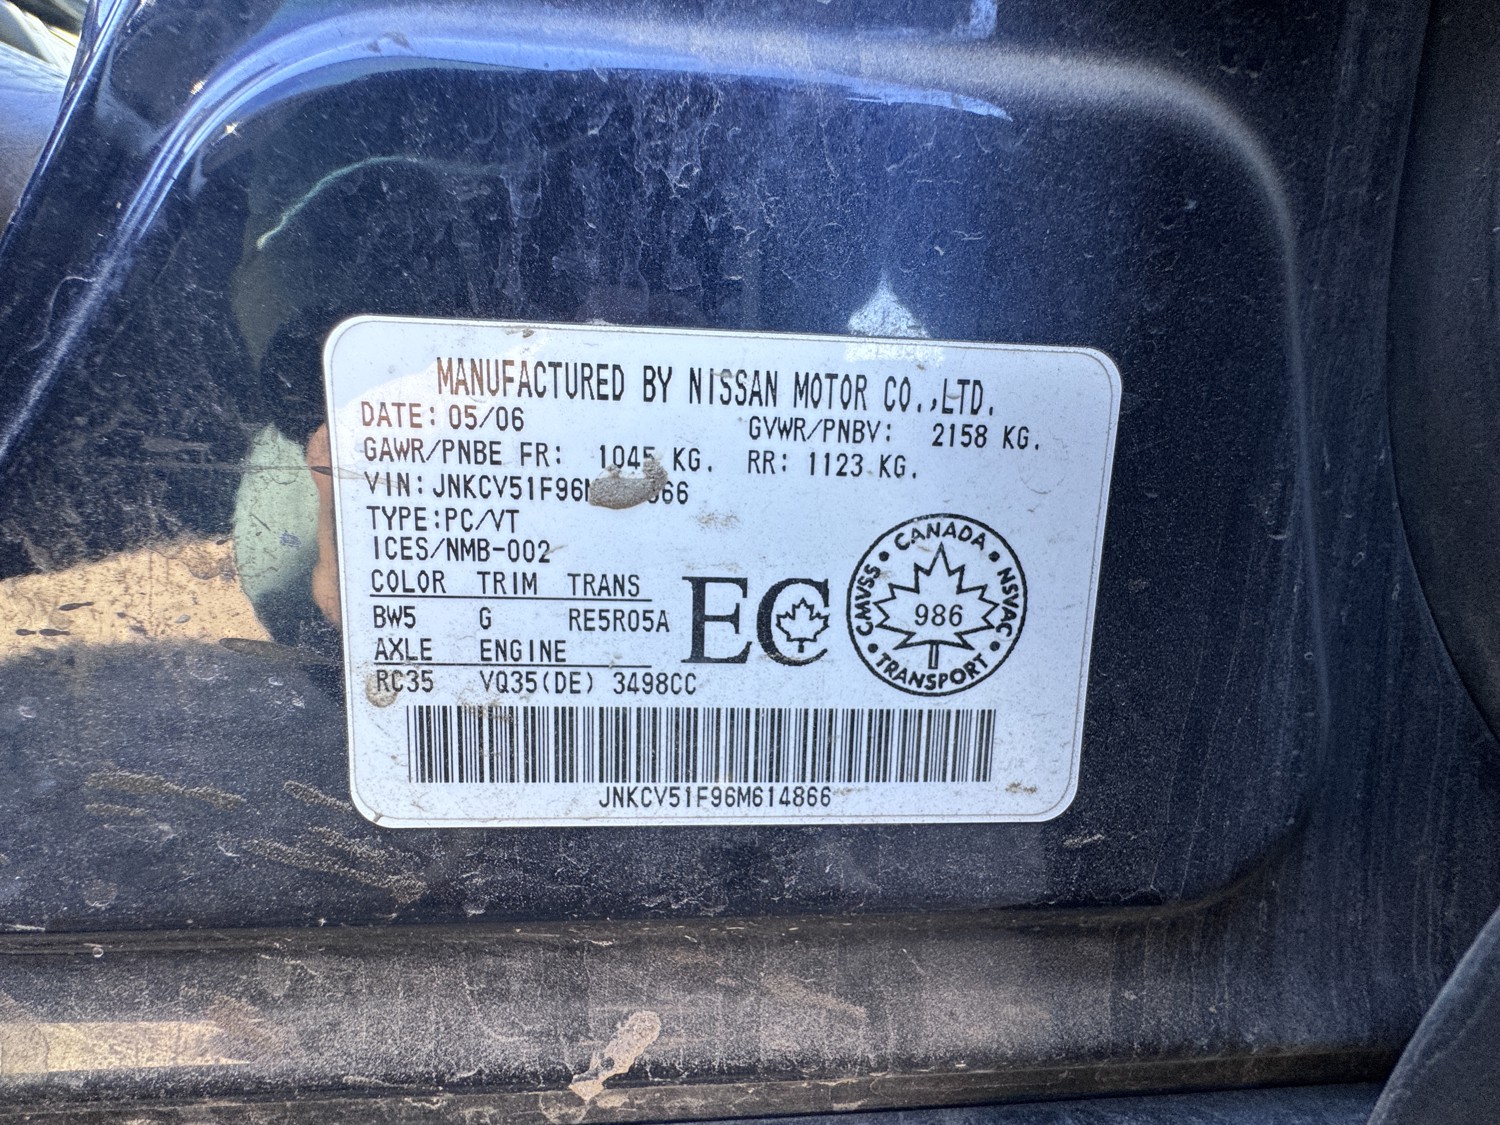 MANUFACTURED BY NISSAN MOTOR CO.,LTD.
DATE: 05/06 GVWR/PNBV: 2158 KG.
GAWR/PNBE FR: 1045 KG. RR: 1123 KG.
VIN:
TYPE:PC/VT
ICES/NMB-002
COLOR TRIM TRANS
BW5 G RE5R05A
AXLE ENGINE
RC35 VQ35(DE) 3498CC
EC
CANADA
CMVSS 986 NSVAC
TRANSPORT
JNKCV51F96M614866